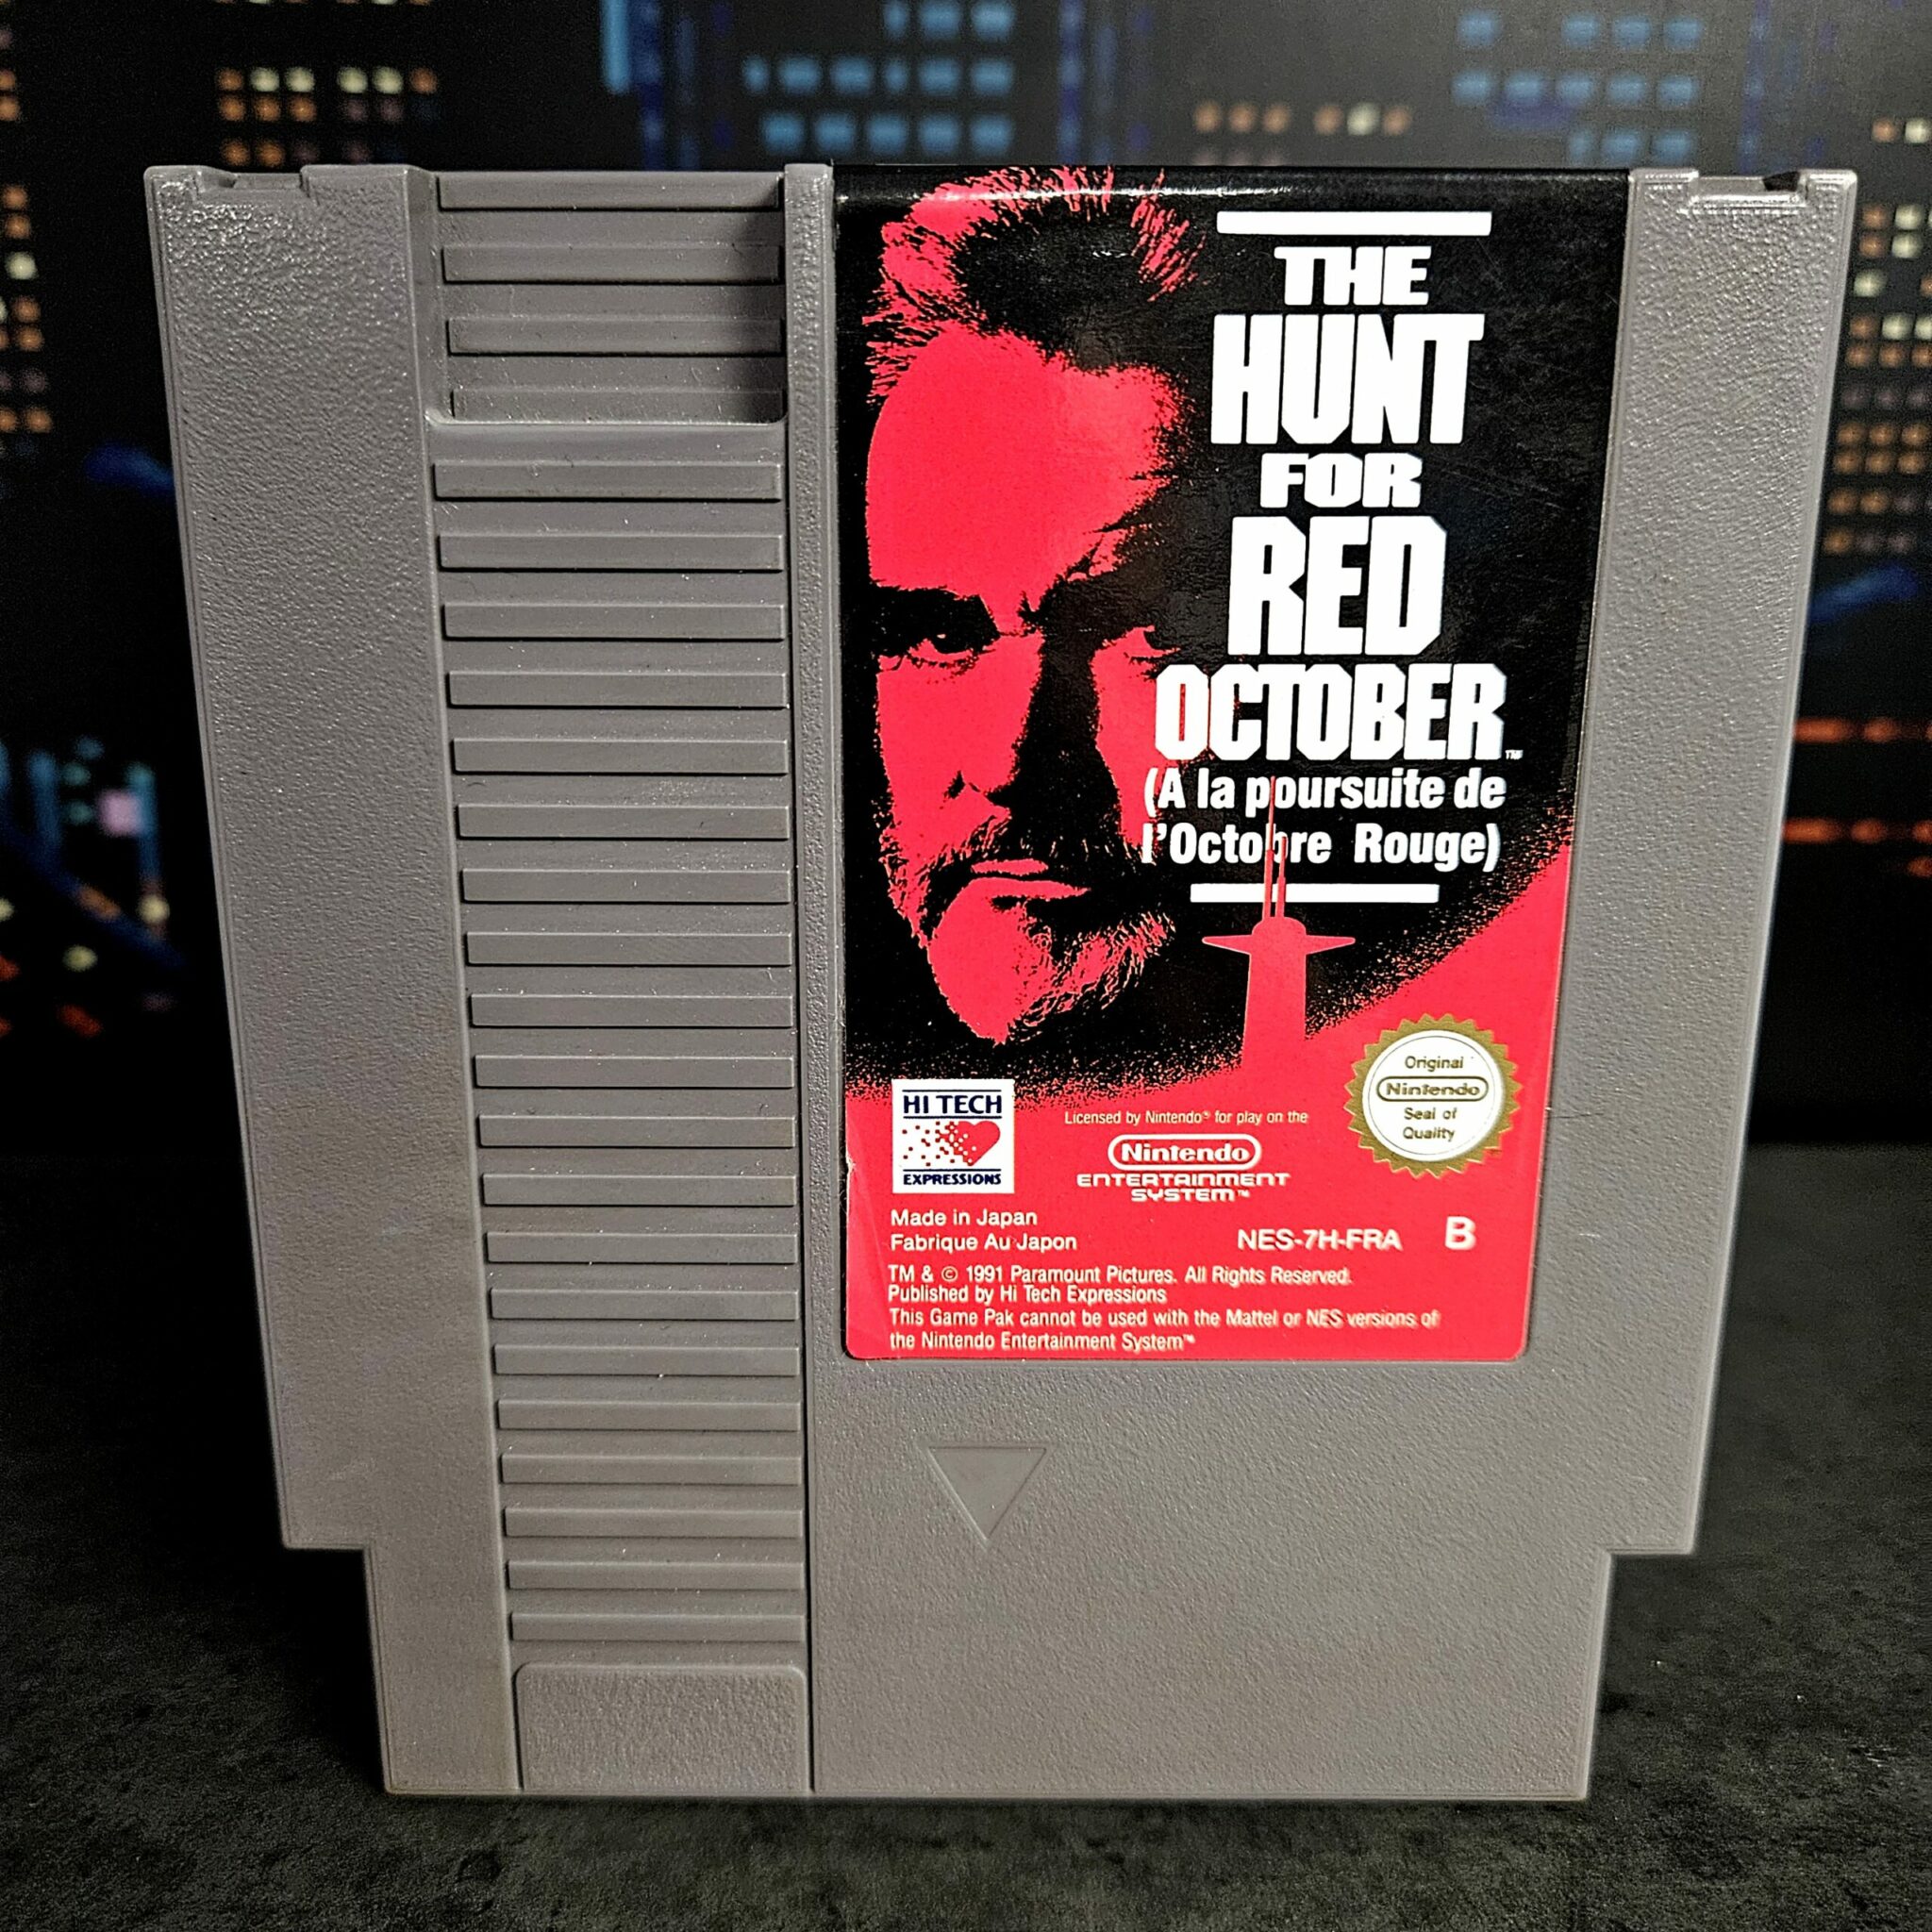 THE
HUNT
FOR
RED
OCTOBER™
(A la poursuite de
l'Octobre Rouge)
Original
Nintendo
Seal of
Quality
HI TECH
EXPRESSIONS
Licensed by Nintendo® for play on the
Nintendo
ENTERTAINMENT
SYSTEM™
Made in Japan
Fabrique Au Japon
NES-7H-FRA B
TM & © 1991 Paramount Pictures. All Rights Reserved.
Published by Hi Tech Expressions
This Game Pak cannot be used with the Mattel or NES versions of
the Nintendo Entertainment System™